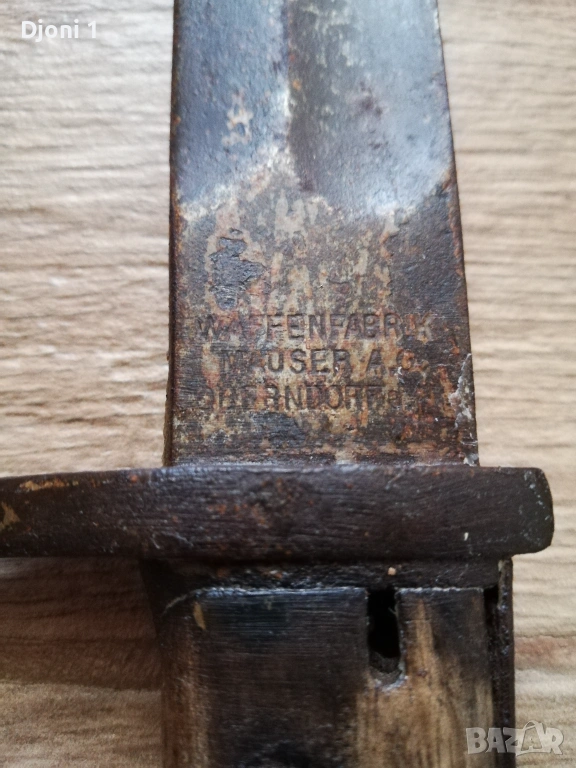 Djoni 1
WAFFENFABRIK
MAUSER A.G.
OBERNDORF a/N
BAZAR